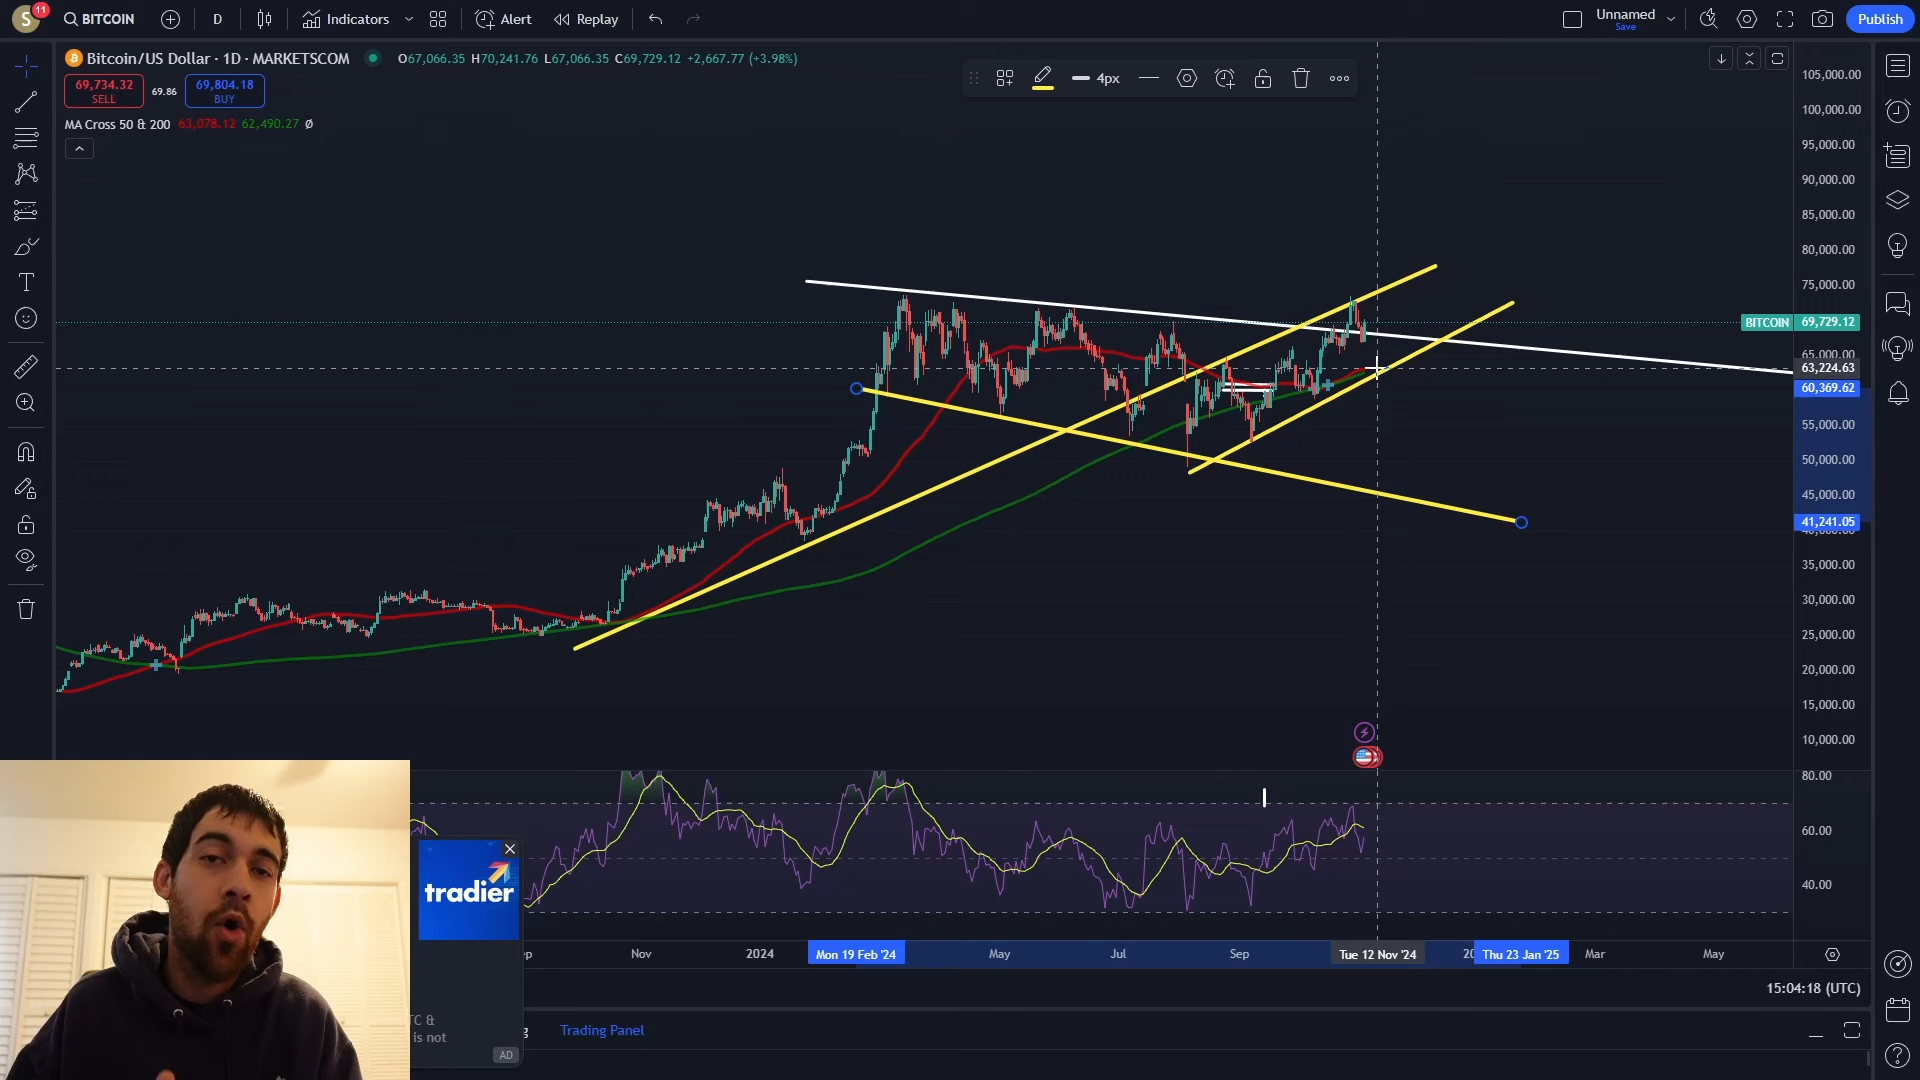 S 11 BITCOIN D Indicators Alert Replay Unnamed Save Publish
Bitcoin/US Dollar · 1D · MARKETSCOM O67,066.35 H70,241.76 L67,066.35 C69,729.12 +2,667.77 (+3.98%)
69,734.32 SELL 69.86 69,804.18 BUY
4px
MA Cross 50 & 200 63,078.12 62,490.27 Ø
105,000.00
100,000.00
95,000.00
90,000.00
85,000.00
80,000.00
75,000.00
BITCOIN 69,729.12
65,000.00
63,224.63
60,369.62
55,000.00
50,000.00
45,000.00
41,241.05
35,000.00
30,000.00
25,000.00
20,000.00
15,000.00
10,000.00
80.00
60.00
40.00
tradier
Nov 2024 Mon 19 Feb '24 May Jul Sep Tue 12 Nov '24 Thu 23 Jan '25 Mar May
15:04:18 (UTC)
TC &
is not
AD
g Trading Panel